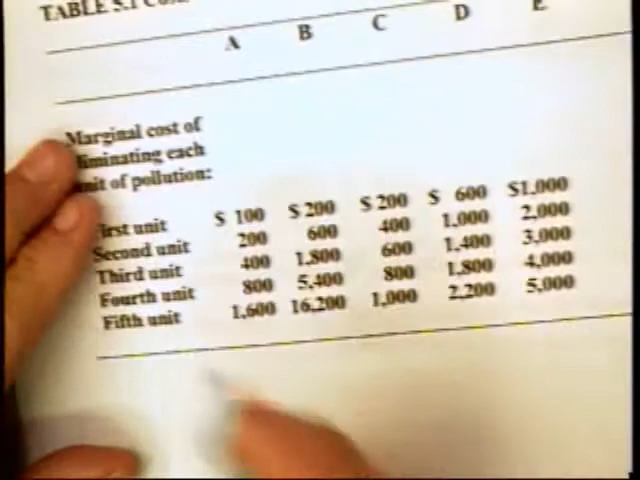 TABLE 5.1
A B C D E
Marginal cost of
liminating each
nit of pollution:
irst unit $ 100 $ 200 $ 200 $ 600 $1,000
Second unit 200 600 400 1,000 2,000
Third unit 400 1,800 600 1,400 3,000
Fourth unit 800 5,400 800 1,800 4,000
Fifth unit 1,600 16,200 1,000 2,200 5,000